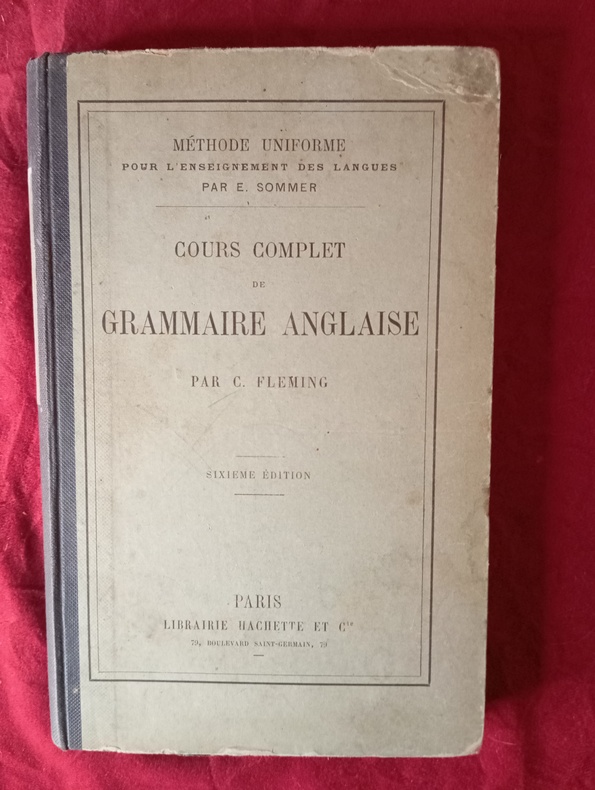 MÉTHODE UNIFORME
POUR L'ENSEIGNEMENT DES LANGUES
PAR E. SOMMER
COURS COMPLET
DE
GRAMMAIRE ANGLAISE
PAR C. FLEMING
SIXIEME ÉDITION
PARIS
LIBRAIRIE HACHETTE ET Cie
79, BOULEVARD SAINT-GERMAIN, 79